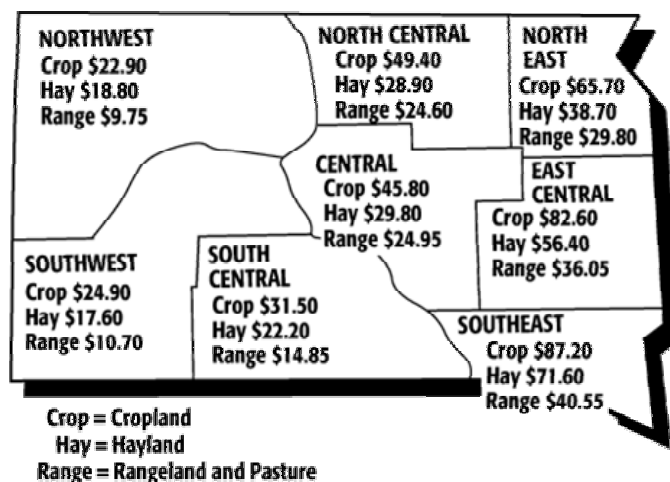 NORTHWEST
Crop $22.90
Hay $18.80
Range $9.75
NORTH CENTRAL
Crop $49.40
Hay $28.90
Range $24.60
NORTH
EAST
Crop $65.70
Hay $38.70
Range $29.80
CENTRAL
Crop $45.80
Hay $29.80
Range $24.95
EAST
CENTRAL
Crop $82.60
Hay $56.40
Range $36.05
SOUTHWEST
Crop $24.90
Hay $17.60
Range $10.70
SOUTH
CENTRAL
Crop $31.50
Hay $22.20
Range $14.85
SOUTHEAST
Crop $87.20
Hay $71.60
Range $40.55
Crop = Cropland
Hay = Hayland
Range = Rangeland and Pasture